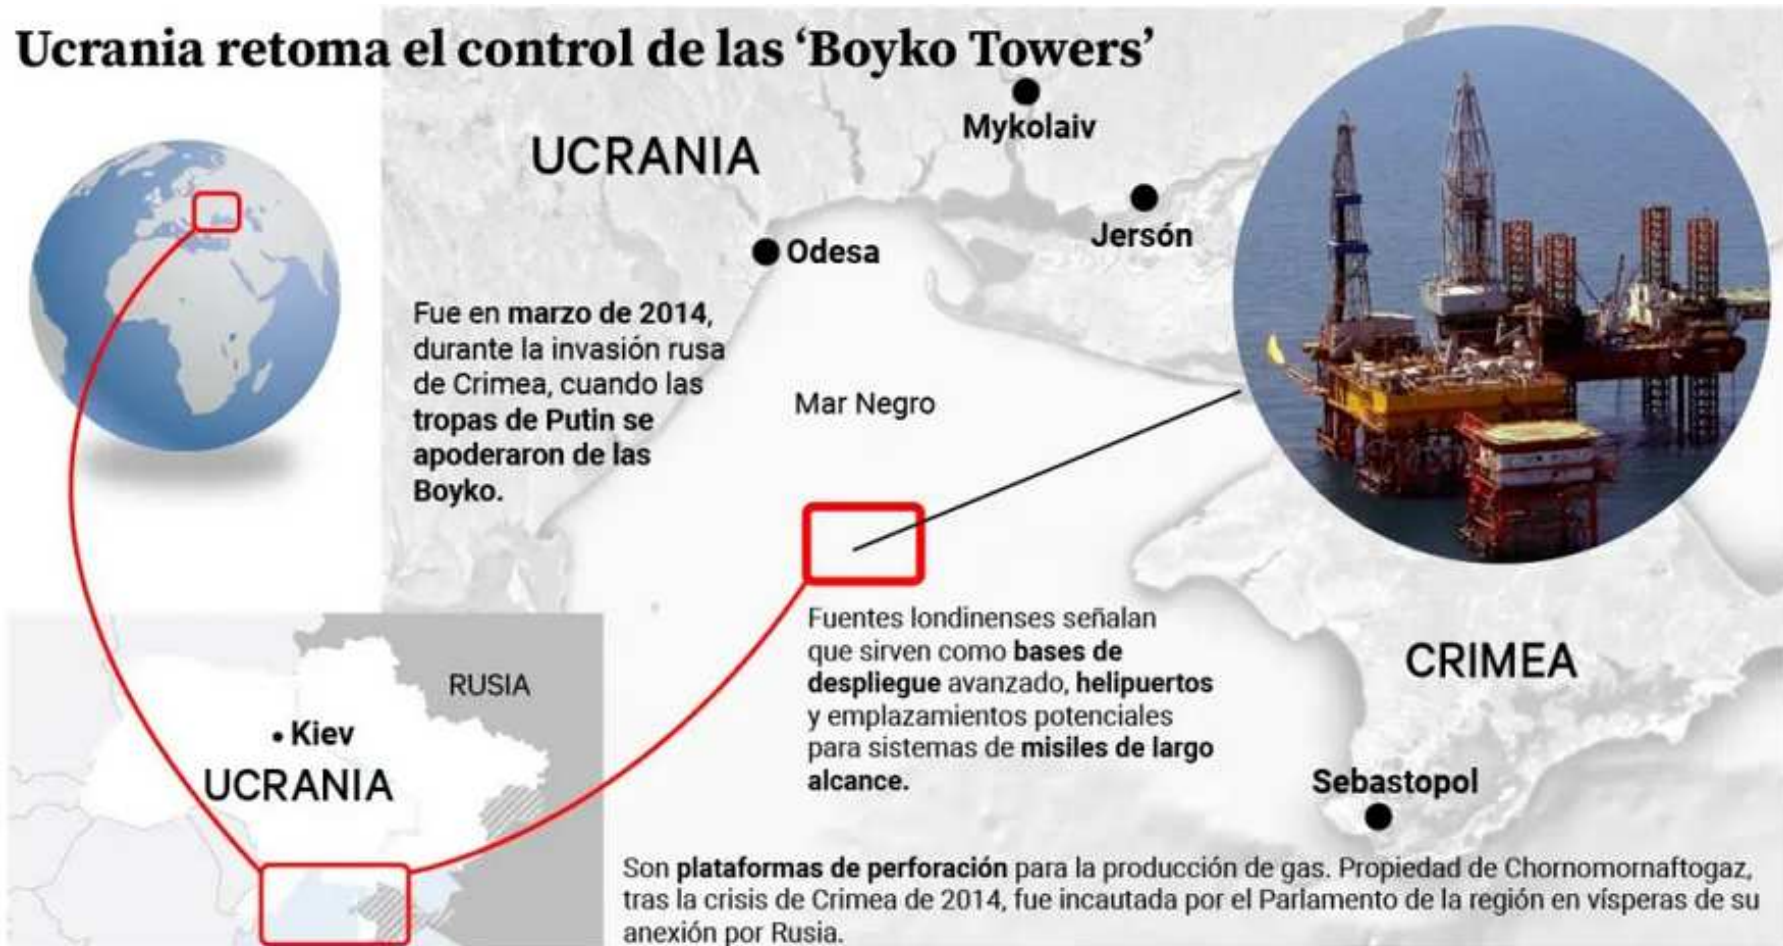 Ucrania retoma el control de las ‘Boyko Towers’
Mykolaiv
UCRANIA
Jersón
Odesa
Fue en marzo de 2014,
durante la invasión rusa
de Crimea, cuando las
tropas de Putin se
apoderaron de las
Boyko.
Mar Negro
Fuentes londinenses señalan
que sirven como bases de
despliegue avanzado, helipuertos
y emplazamientos potenciales
para sistemas de misiles de largo
alcance.
CRIMEA
Sebastopol
RUSIA
Kiev
UCRANIA
Son plataformas de perforación para la producción de gas. Propiedad de Chornomornaftogaz,
tras la crisis de Crimea de 2014, fue incautada por el Parlamento de la región en vísperas de su
anexión por Rusia.